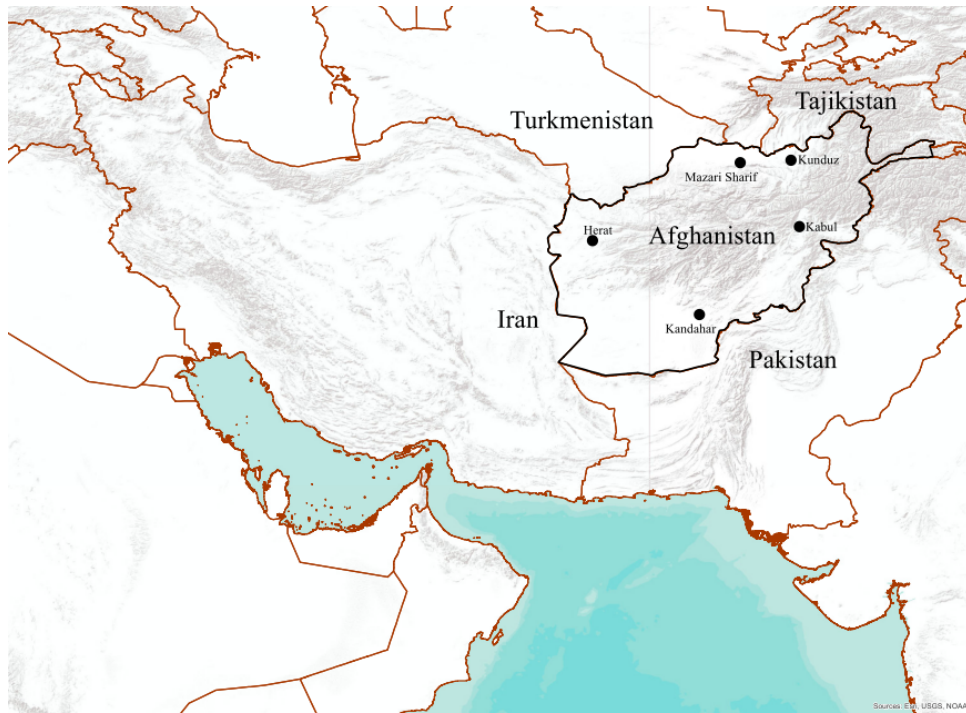 Tajikistan
Turkmenistan
Kunduz
Mazari Sharif
Herat
Afghanistan
Kabul
Iran
Kandahar
Pakistan
Sources: Esri, USGS, NOAA